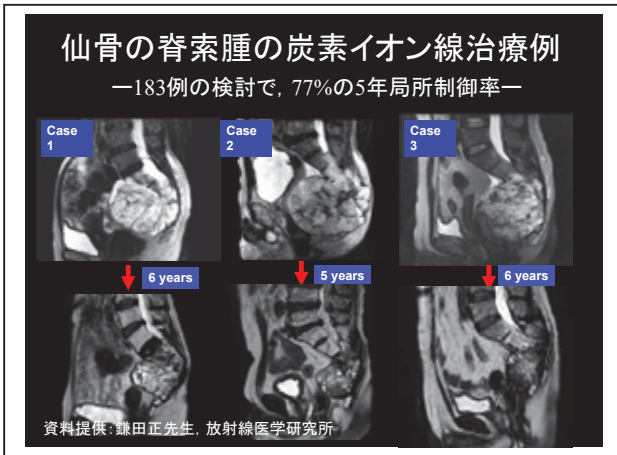 仙骨の脊索腫の炭素イオン線治療例
―183例の検討で, 77%の5年局所制御率―
Case
1
Case
2
Case
3
6 years
5 years
6 years
資料提供：鎌田正先生, 放射線医学研究所